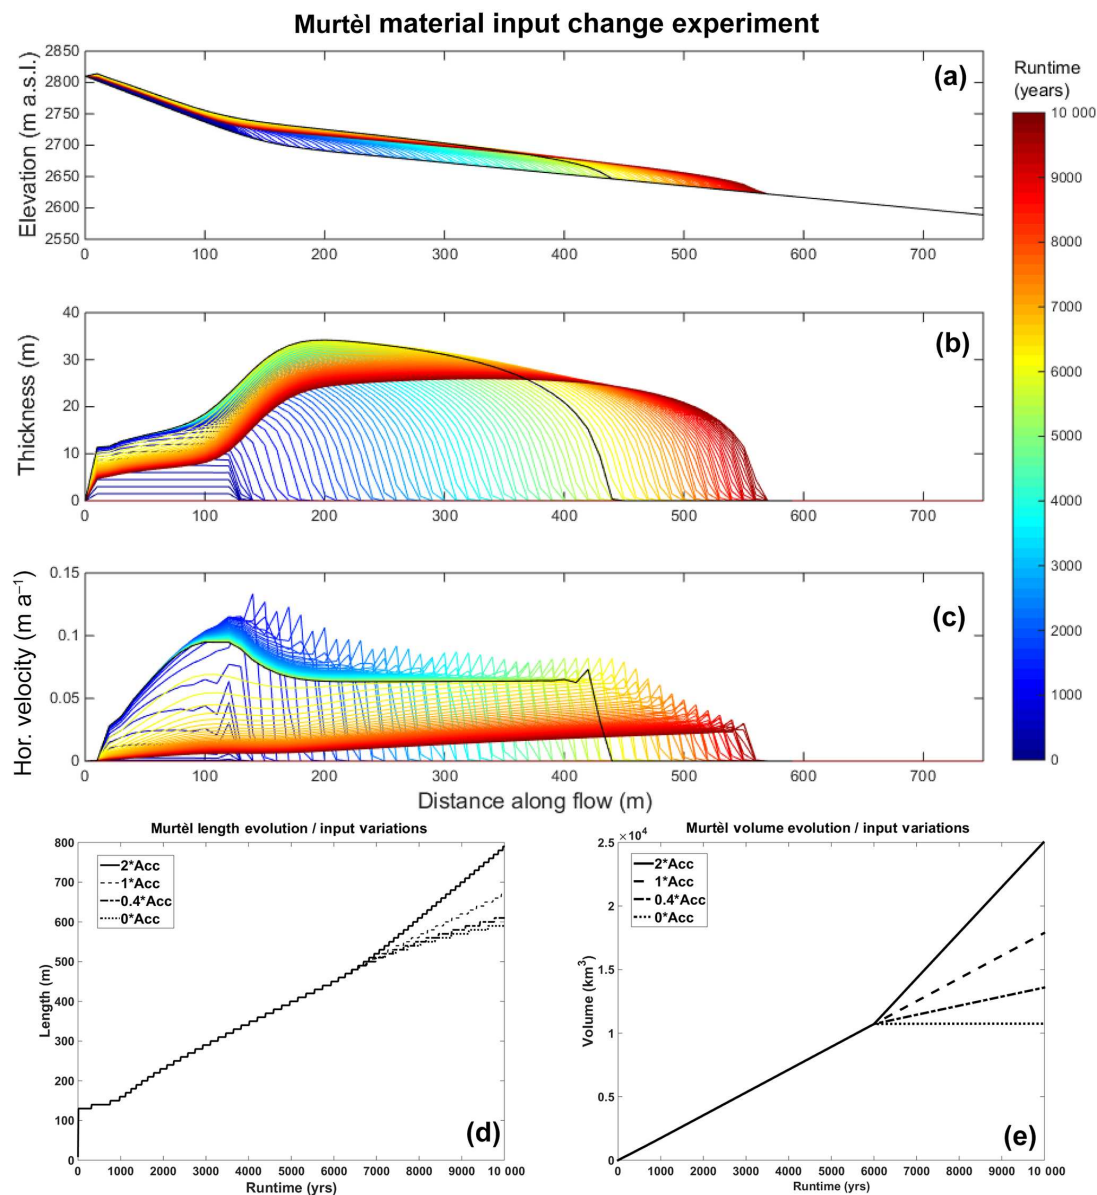 Murtèl material input change experiment
(a)
Elevation (m a.s.l.)
2850
2800
2750
2700
2650
2600
2550
0 100 200 300 400 500 600 700
Runtime
(years)
10 000
9000
8000
7000
6000
5000
4000
3000
2000
1000
0
(b)
Thickness (m)
40
30
20
10
0
0 100 200 300 400 500 600 700
(c)
Hor. velocity (m a⁻¹)
0.15
0.1
0.05
0
0 100 200 300 400 500 600 700
Distance along flow (m)
Murtèl length evolution / input variations
800
700
600
500
400
300
200
100
0
Length (m)
2*Acc
1*Acc
0.4*Acc
0*Acc
(d)
0 1000 2000 3000 4000 5000 6000 7000 8000 9000 10 000
Runtime (yrs)
Murtèl volume evolution / input variations
×10⁴
2.5
2
1.5
1
0.5
0
Volume (km³)
2*Acc
1*Acc
0.4*Acc
0*Acc
(e)
0 1000 2000 3000 4000 5000 6000 7000 8000 9000 10 000
Runtime (yrs)